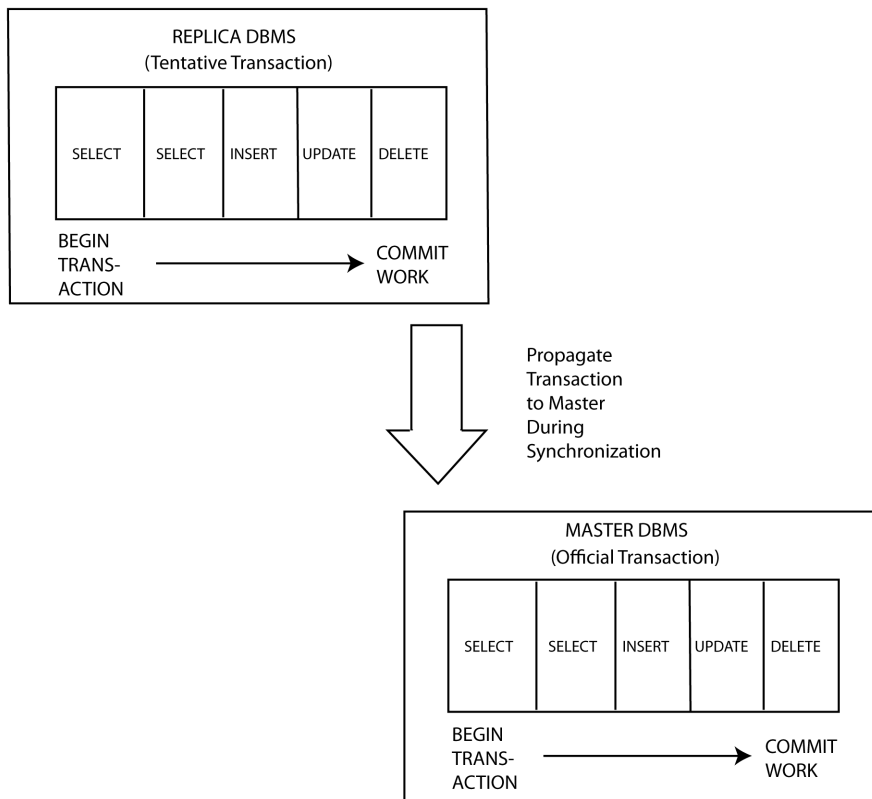 REPLICA DBMS
(Tentative Transaction)
SELECT
SELECT
INSERT
UPDATE
DELETE
BEGIN
TRANS-
ACTION
COMMIT
WORK
Propagate
Transaction
to Master
During
Synchronization
MASTER DBMS
(Official Transaction)
SELECT
SELECT
INSERT
UPDATE
DELETE
BEGIN
TRANS-
ACTION
COMMIT
WORK